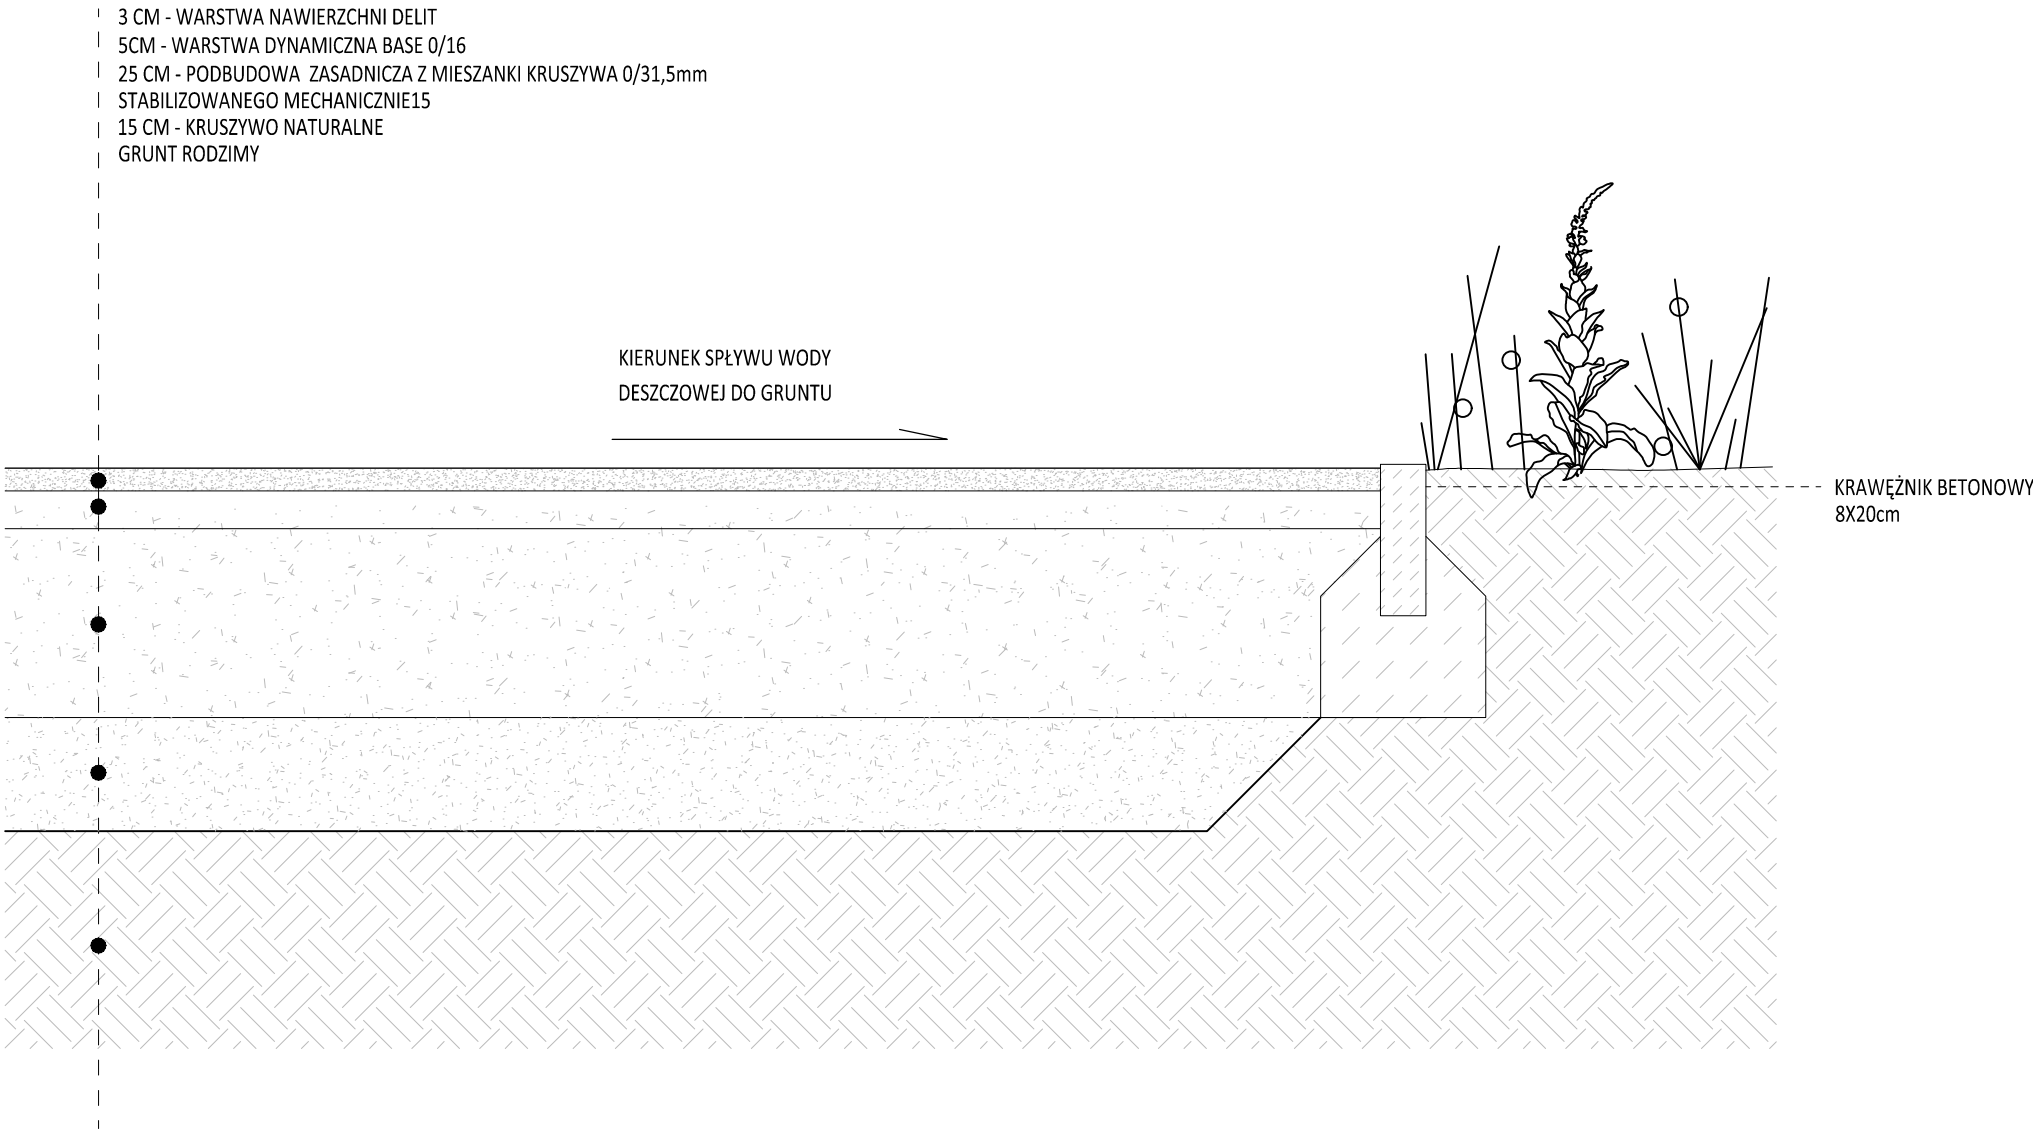 3 CM - WARSTWA NAWIERZCHNI DELIT
5CM - WARSTWA DYNAMICZNA BASE 0/16
25 CM - PODBUDOWA  ZASADNICZA Z MIESZANKI KRUSZYWA 0/31,5mm
STABILIZOWANEGO MECHANICZNIE15
15 CM - KRUSZYWO NATURALNE
GRUNT RODZIMY
KIERUNEK SPŁYWU WODY
DESZCZOWEJ DO GRUNTU
KRAWĘŻNIK BETONOWY
8X20cm